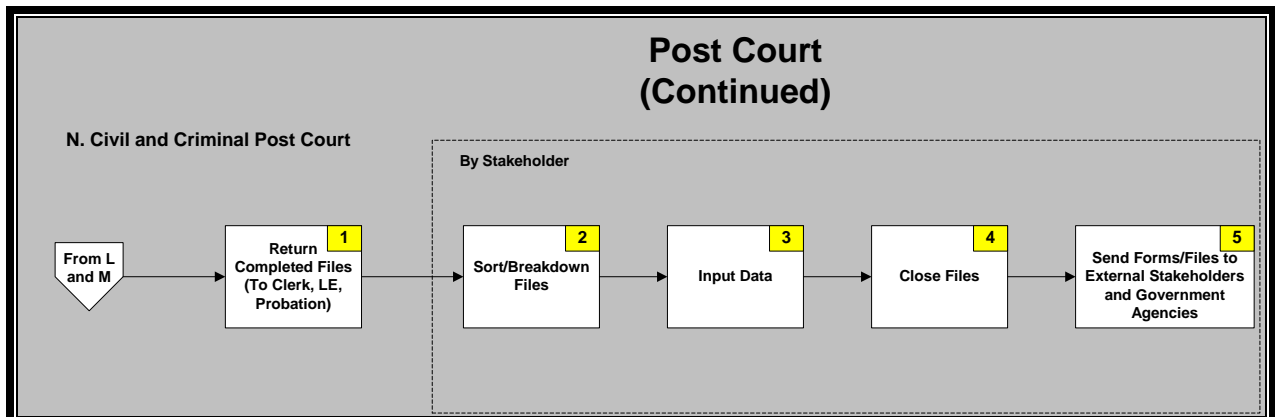 Post Court
(Continued)
N. Civil and Criminal Post Court
By Stakeholder
From L
and M
1
Return
Completed Files
(To Clerk, LE,
Probation)
2
Sort/Breakdown
Files
3
Input Data
4
Close Files
5
Send Forms/Files to
External Stakeholders
and Government
Agencies